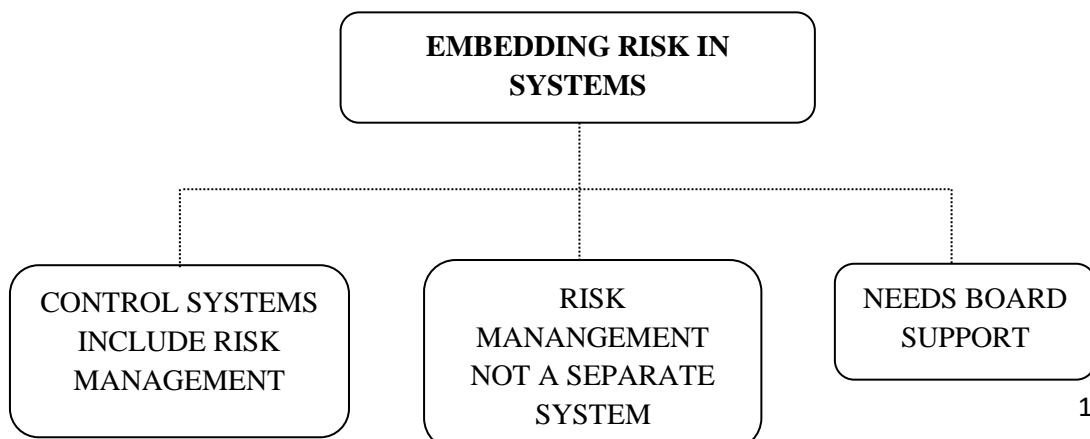 EMBEDDING RISK IN
SYSTEMS
CONTROL SYSTEMS
INCLUDE RISK
MANAGEMENT
RISK
MANANGEMENT
NOT A SEPARATE
SYSTEM
NEEDS BOARD
SUPPORT
1